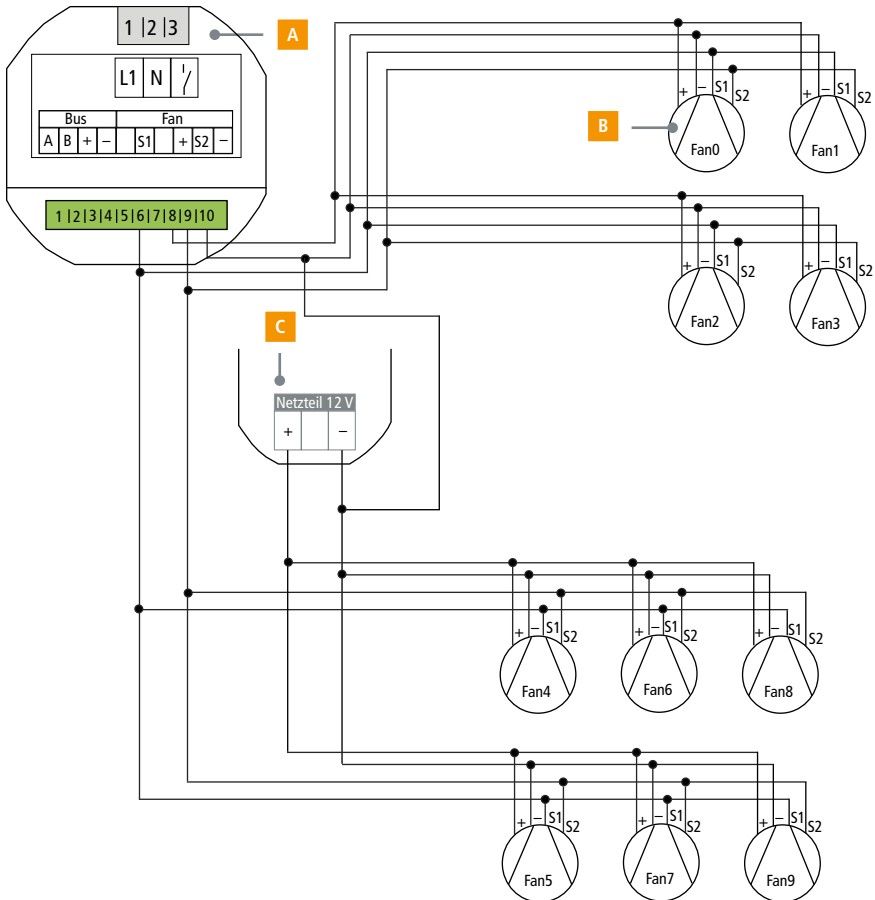 1 |2 |3
A
L1 N
Bus Fan
A B + − S1 + S2 −
1 |2|3|4|5|6|7|8|9|10
+ − S1 S2
Fan0
+ − S1 S2
Fan1
B
+ − S1 S2
Fan2
+ − S1 S2
Fan3
C
Netzteil 12 V
+ −
+ − S1 S2
Fan4
+ − S1 S2
Fan6
+ − S1 S2
Fan8
+ − S1 S2
Fan5
+ − S1 S2
Fan7
+ − S1 S2
Fan9